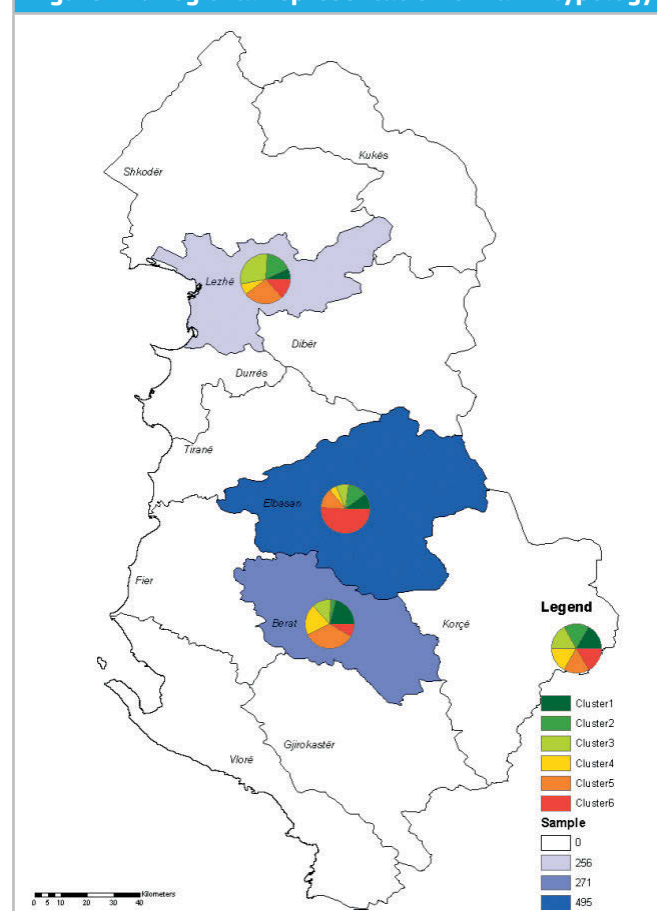 Shkodër
Kukës
Lezhë
Dibër
Durrës
Tiranë
Elbasan
Fier
Berat
Korçë
Gjirokastër
Vlorë
Legend
Cluster1
Cluster2
Cluster3
Cluster4
Cluster5
Cluster6
Sample
0
256
271
495
0 5 10 20 30 40 Kilometers